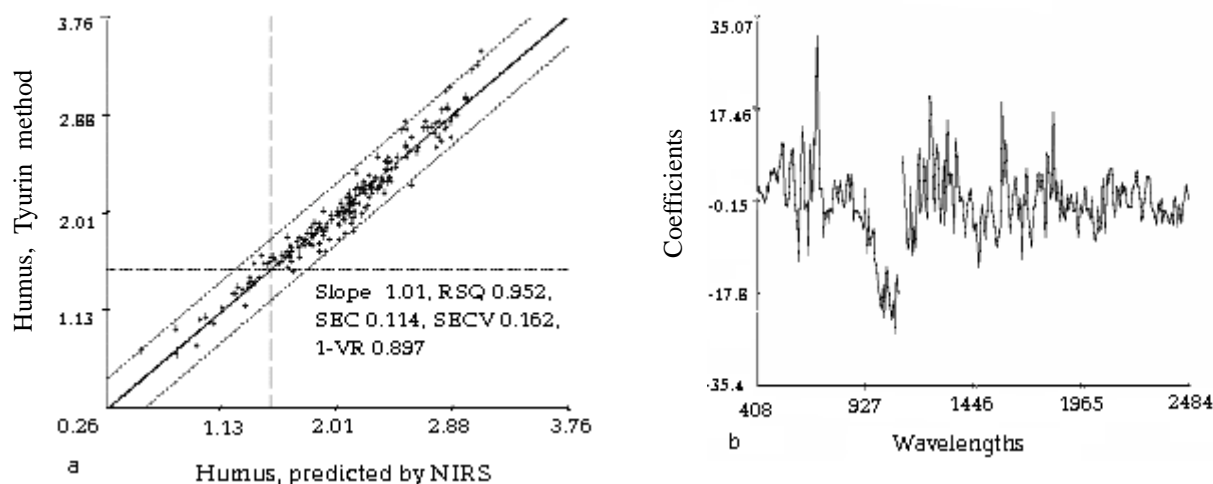 3.76
2.88
2.01
1.13
0.26
1.13
2.01
2.88
3.76
Humus, Tyurin method
Slope 1.01, RSQ 0.952,
SEC 0.114, SECV 0.162,
1-VR 0.897
a
Humus, predicted by NIRS
35.07
17.46
-0.15
-17.8
-35.4
408
927
1446
1965
2484
Coefficients
b
Wavelengths